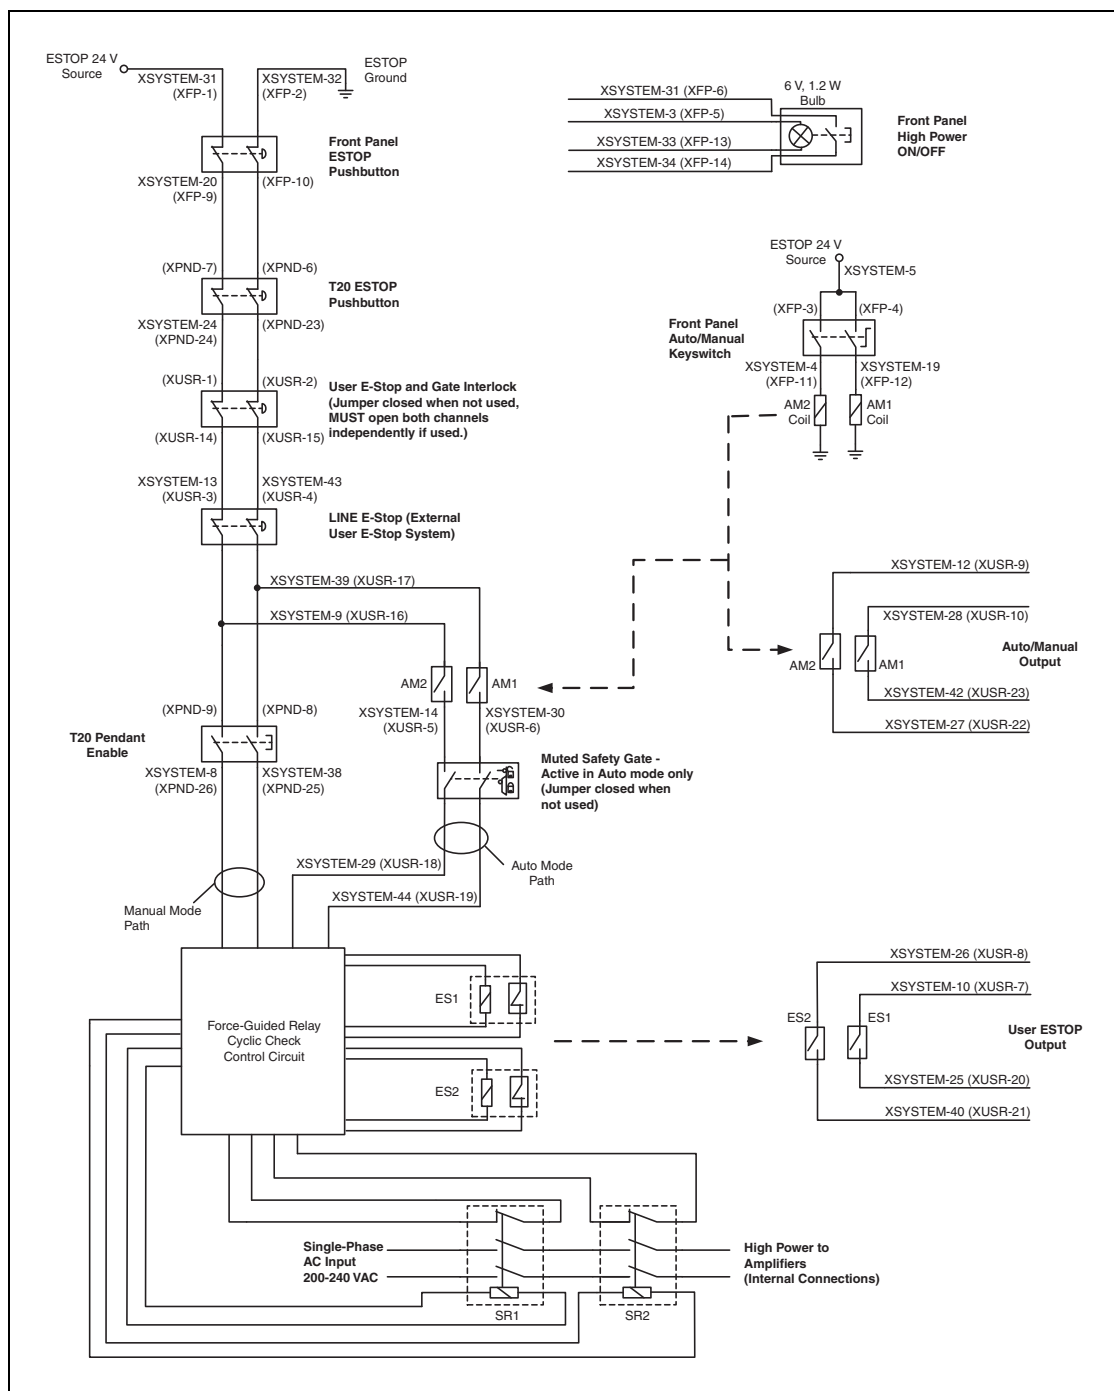 ESTOP 24 V
Source
XSYSTEM-31
(XFP-1)
XSYSTEM-32
(XFP-2)
ESTOP
Ground
Front Panel
ESTOP
Pushbutton
XSYSTEM-20
(XFP-9)
(XFP-10)
(XPND-7)
(XPND-6)
T20 ESTOP
Pushbutton
XSYSTEM-24
(XPND-24)
(XPND-23)
(XUSR-1)
(XUSR-2)
User E-Stop and Gate Interlock
(Jumper closed when not used,
MUST open both channels
independently if used.)
(XUSR-14)
(XUSR-15)
XSYSTEM-13
(XUSR-3)
XSYSTEM-43
(XUSR-4)
LINE E-Stop (External
User E-Stop System)
XSYSTEM-39 (XUSR-17)
XSYSTEM-9 (XUSR-16)
AM2
AM1
XSYSTEM-14
(XUSR-5)
XSYSTEM-30
(XUSR-6)
(XPND-9)
(XPND-8)
T20 Pendant
Enable
XSYSTEM-8
(XPND-26)
XSYSTEM-38
(XPND-25)
Muted Safety Gate -
Active in Auto mode only
(Jumper closed when
not used)
Auto Mode
Path
XSYSTEM-29 (XUSR-18)
XSYSTEM-44 (XUSR-19)
Manual Mode
Path
XSYSTEM-31 (XFP-6)
XSYSTEM-3 (XFP-5)
XSYSTEM-33 (XFP-13)
XSYSTEM-34 (XFP-14)
6 V, 1.2 W
Bulb
Front Panel
High Power
ON/OFF
ESTOP 24 V
Source
XSYSTEM-5
(XFP-3)
(XFP-4)
Front Panel
Auto/Manual
Keyswitch
XSYSTEM-4
(XFP-11)
XSYSTEM-19
(XFP-12)
AM2
Coil
AM1
Coil
XSYSTEM-12 (XUSR-9)
XSYSTEM-28 (XUSR-10)
AM2
AM1
Auto/Manual
Output
XSYSTEM-42 (XUSR-23)
XSYSTEM-27 (XUSR-22)
Force-Guided Relay
Cyclic Check
Control Circuit
ES1
ES2
XSYSTEM-26 (XUSR-8)
XSYSTEM-10 (XUSR-7)
ES2
ES1
User ESTOP
Output
XSYSTEM-25 (XUSR-20)
XSYSTEM-40 (XUSR-21)
Single-Phase
AC Input
200-240 VAC
SR1
SR2
High Power to
Amplifiers
(Internal Connections)